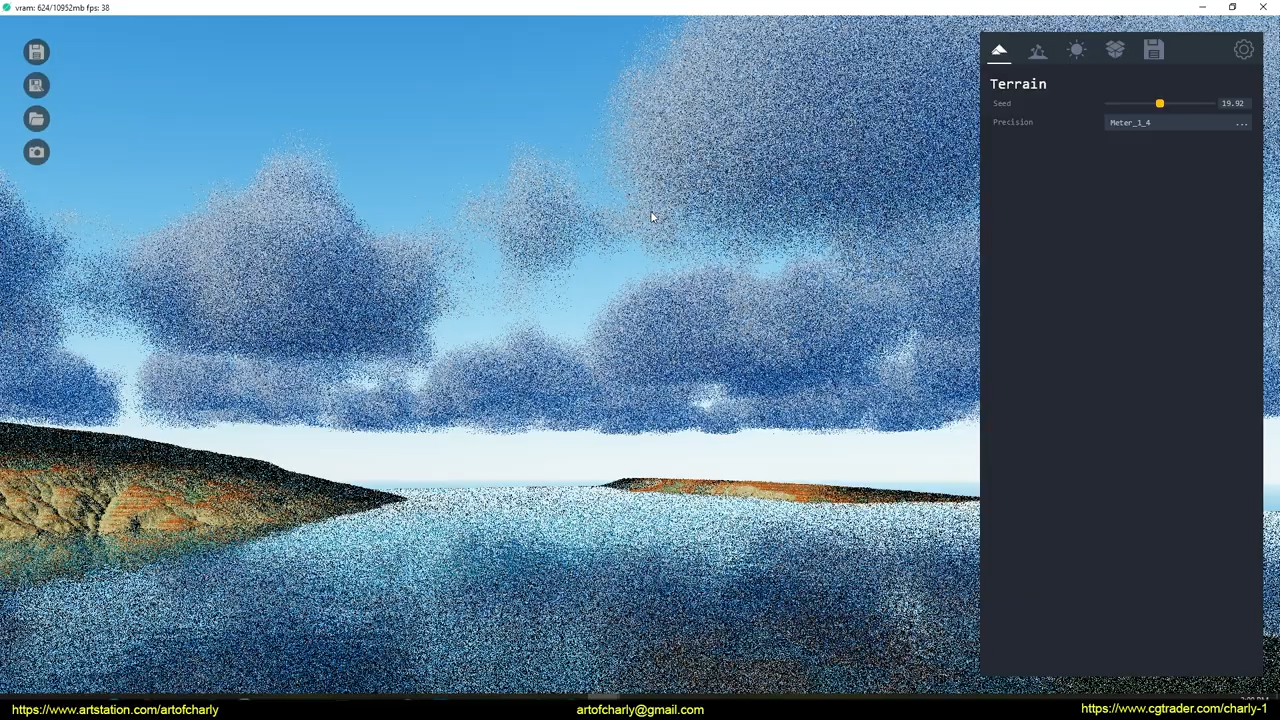 vram: 624/10952mb fps: 38
Terrain
Seed 19.92
Precision Meter_1_4 ...
https://www.artstation.com/artofcharly artofcharly@gmail.com https://www.cgtrader.com/charly-1